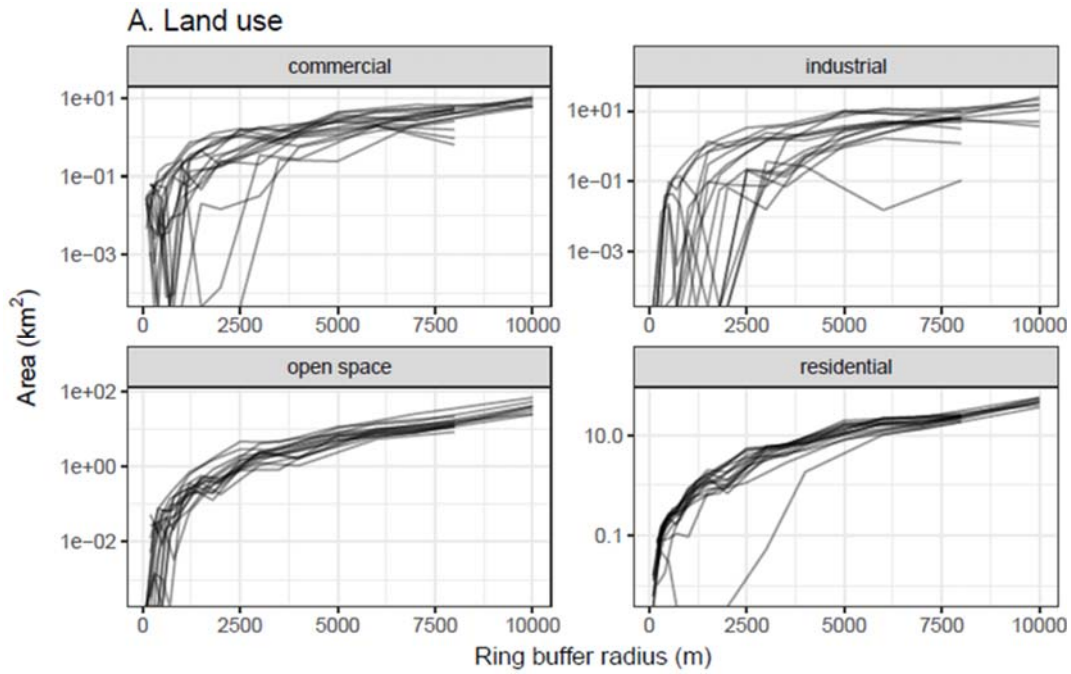 A. Land use
commercial
industrial
1e+01
1e−01
1e−03
1e+01
1e−01
1e−03
0 2500 5000 7500 10000
0 2500 5000 7500 10000
open space
residential
1e+02
1e+00
1e−02
10.0
0.1
0 2500 5000 7500 10000
0 2500 5000 7500 10000
Area (km²)
Ring buffer radius (m)